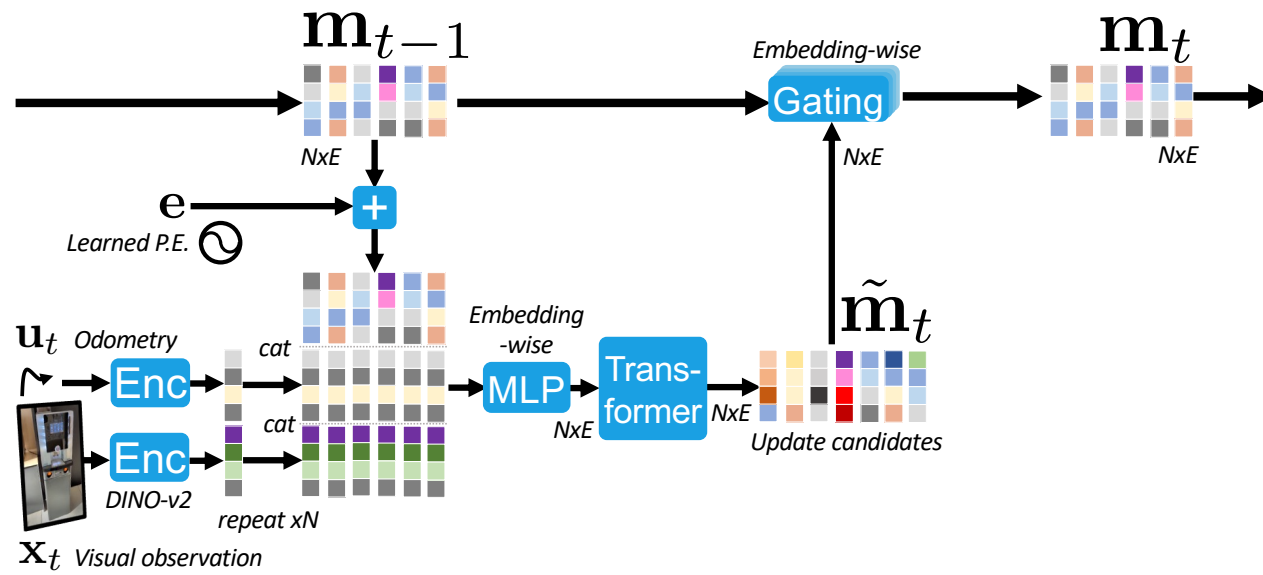 m_{t−1}
Embedding-wise
m_t
Gating
NxE
NxE
NxE
e
+
Learned P.E.
m̃_t
u_t
Odometry
cat
Embedding
-wise
Enc
MLP
Trans-
former
NxE
NxE
cat
Update candidates
Enc
DINO-v2
repeat xN
x_t Visual observation